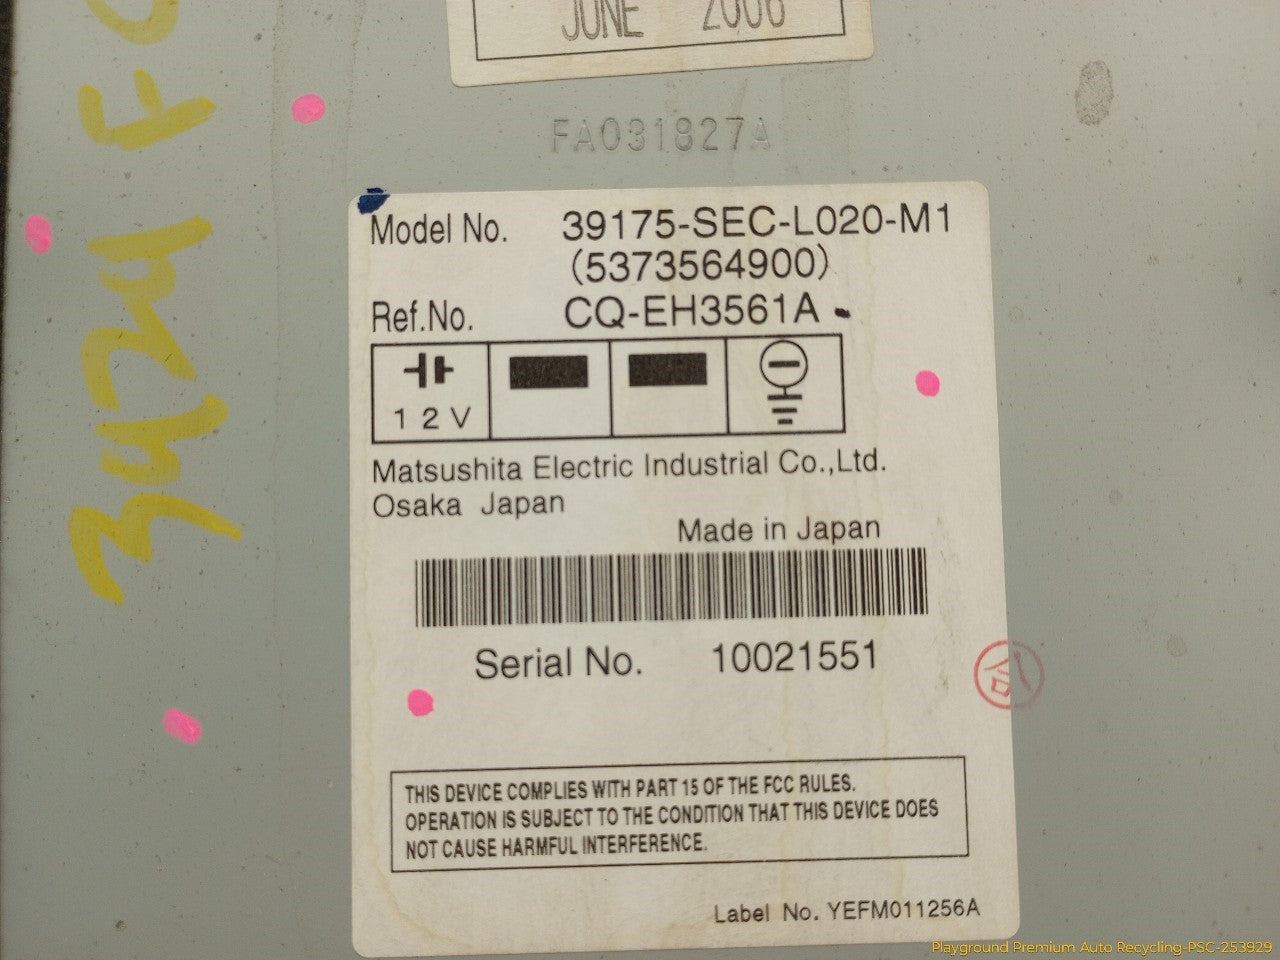 JUNE 2006
FA031827A
Model No. 39175-SEC-L020-M1
(5373564900)
Ref.No. CQ-EH3561A
12V
Matsushita Electric Industrial Co.,Ltd.
Osaka Japan
Made in Japan
Serial No. 10021551
合
THIS DEVICE COMPLIES WITH PART 15 OF THE FCC RULES.
OPERATION IS SUBJECT TO THE CONDITION THAT THIS DEVICE DOES
NOT CAUSE HARMFUL INTERFERENCE.
Label No. YEFM011256A
Playground Premium Auto Recycling-PSC-253929